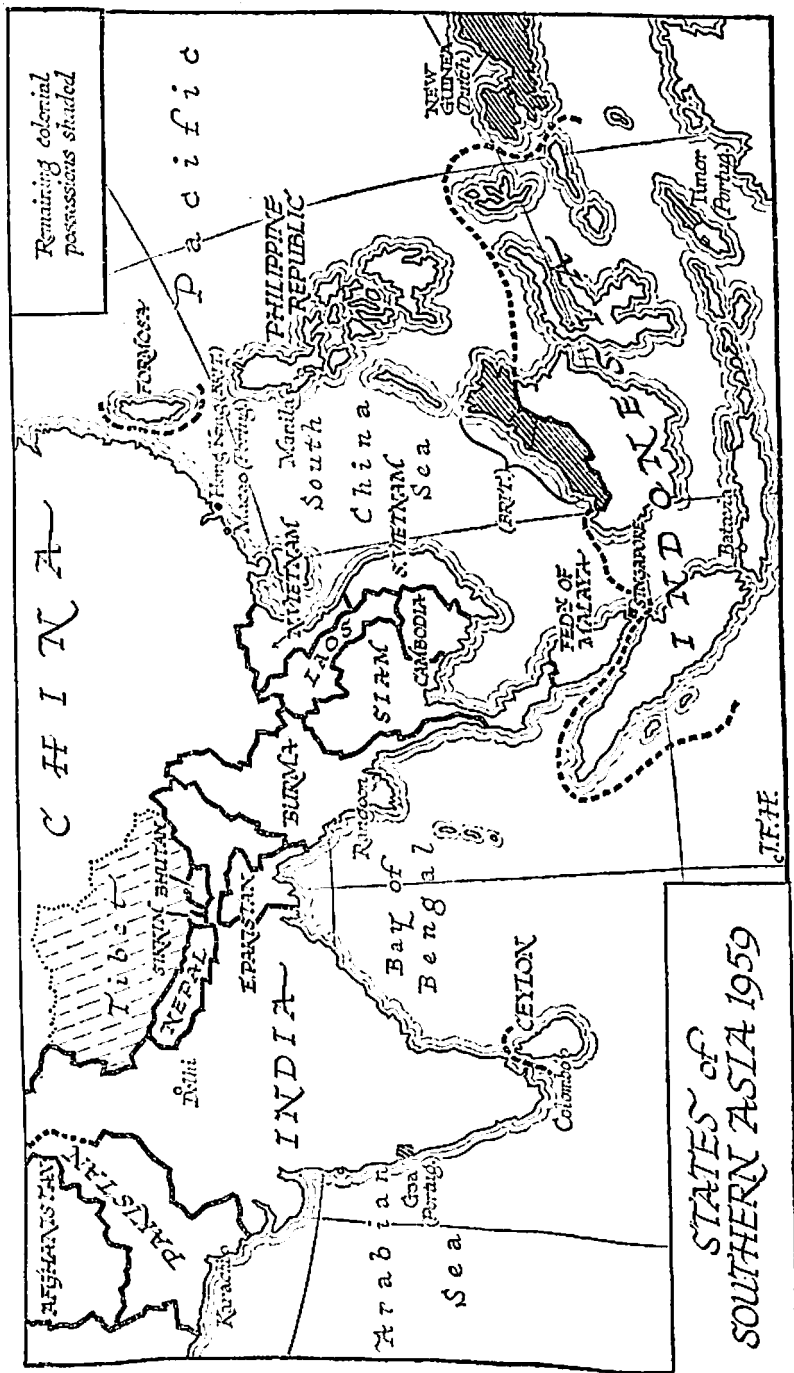 STATES of
SOUTHERN ASIA 1959
Remaining colonial
possessions shaded
AFGHANISTAN
PAKISTAN
Karachi
Delhi
INDIA
Arabian
Sea
Goa
(Portug.)
Tibet
NEPAL
SIKKIM
BHUTAN
E.PAKISTAN
Bay of
Bengal
CEYLON
Colombo
CHINA
BURMA
Rangoon
SIAM
LAOS
N.VIETNAM
S.VIETNAM
CAMBODIA
FEDN OF
MALAYA
SINGAPORE
INDONESIA
Batavia
(BRIT.)
South
China
Sea
Hong Kong (BRIT.)
Macao (Portug.)
FORMOSA
Pacific
PHILIPPINE
REPUBLIC
Manila
NEW
GUINEA
(Dutch)
Timor
(Portug.)
J.F.H.